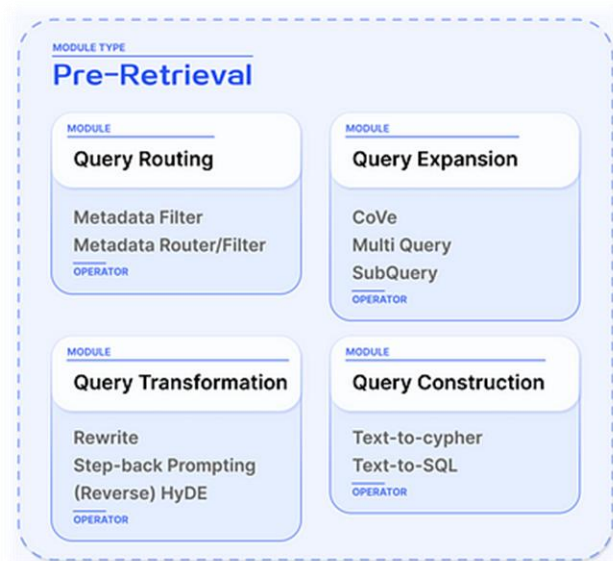 MODULE TYPE
Pre-Retrieval
MODULE
Query Routing
Metadata Filter
Metadata Router/Filter
OPERATOR
MODULE
Query Expansion
CoVe
Multi Query
SubQuery
OPERATOR
MODULE
Query Transformation
Rewrite
Step-back Prompting
(Reverse) HyDE
OPERATOR
MODULE
Query Construction
Text-to-cypher
Text-to-SQL
OPERATOR